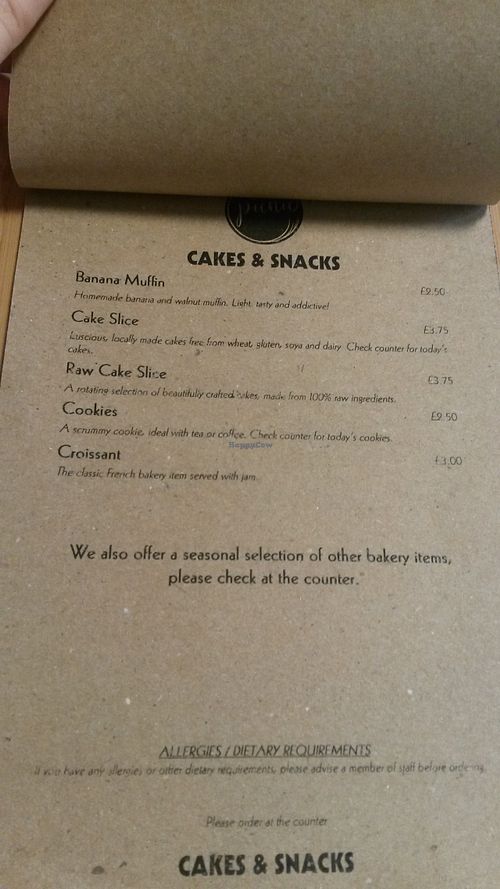 picnic
CAKES & SNACKS
Banana Muffin £2.50
Homemade banana and walnut muffin. Light, tasty and addictive!
Cake Slice £3.75
Luscious, locally made cakes free from wheat, gluten, soya and dairy. Check counter for today's
cakes.
Raw Cake Slice £3.75
A rotating selection of beautifully crafted cakes, made from 100% raw ingredients.
Cookies £2.50
A scrummy cookie, ideal with tea or coffee. Check counter for today's cookies.
HappyCow
Croissant £3.00
The classic French bakery item served with jam.
We also offer a seasonal selection of other bakery items,
please check at the counter.
ALLERGIES / DIETARY REQUIREMENTS
If you have any allergies or other dietary requirements, please advise a member of staff before ordering.
Please order at the counter
CAKES & SNACKS